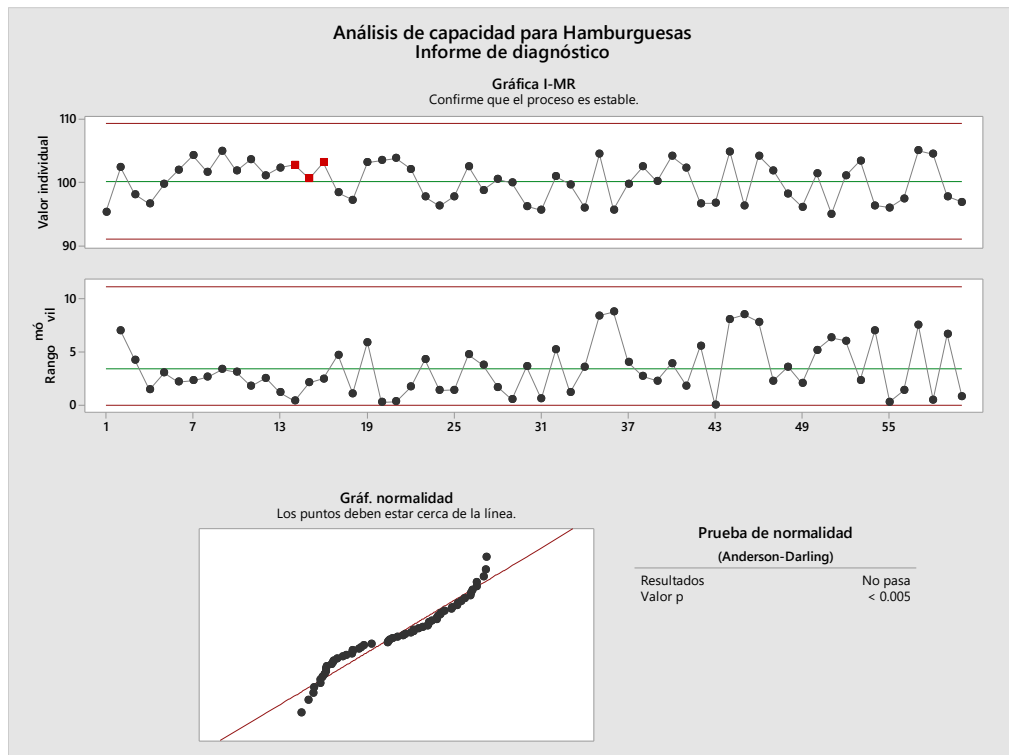 Análisis de capacidad para Hamburguesas
Informe de diagnóstico
Gráfica I-MR
Confirme que el proceso es estable.
Valor individual
110
100
90
Rango móvil
10
5
0
1 7 13 19 25 31 37 43 49 55
Gráf. normalidad
Los puntos deben estar cerca de la línea.
Prueba de normalidad
(Anderson-Darling)
Resultados No pasa
Valor p < 0.005